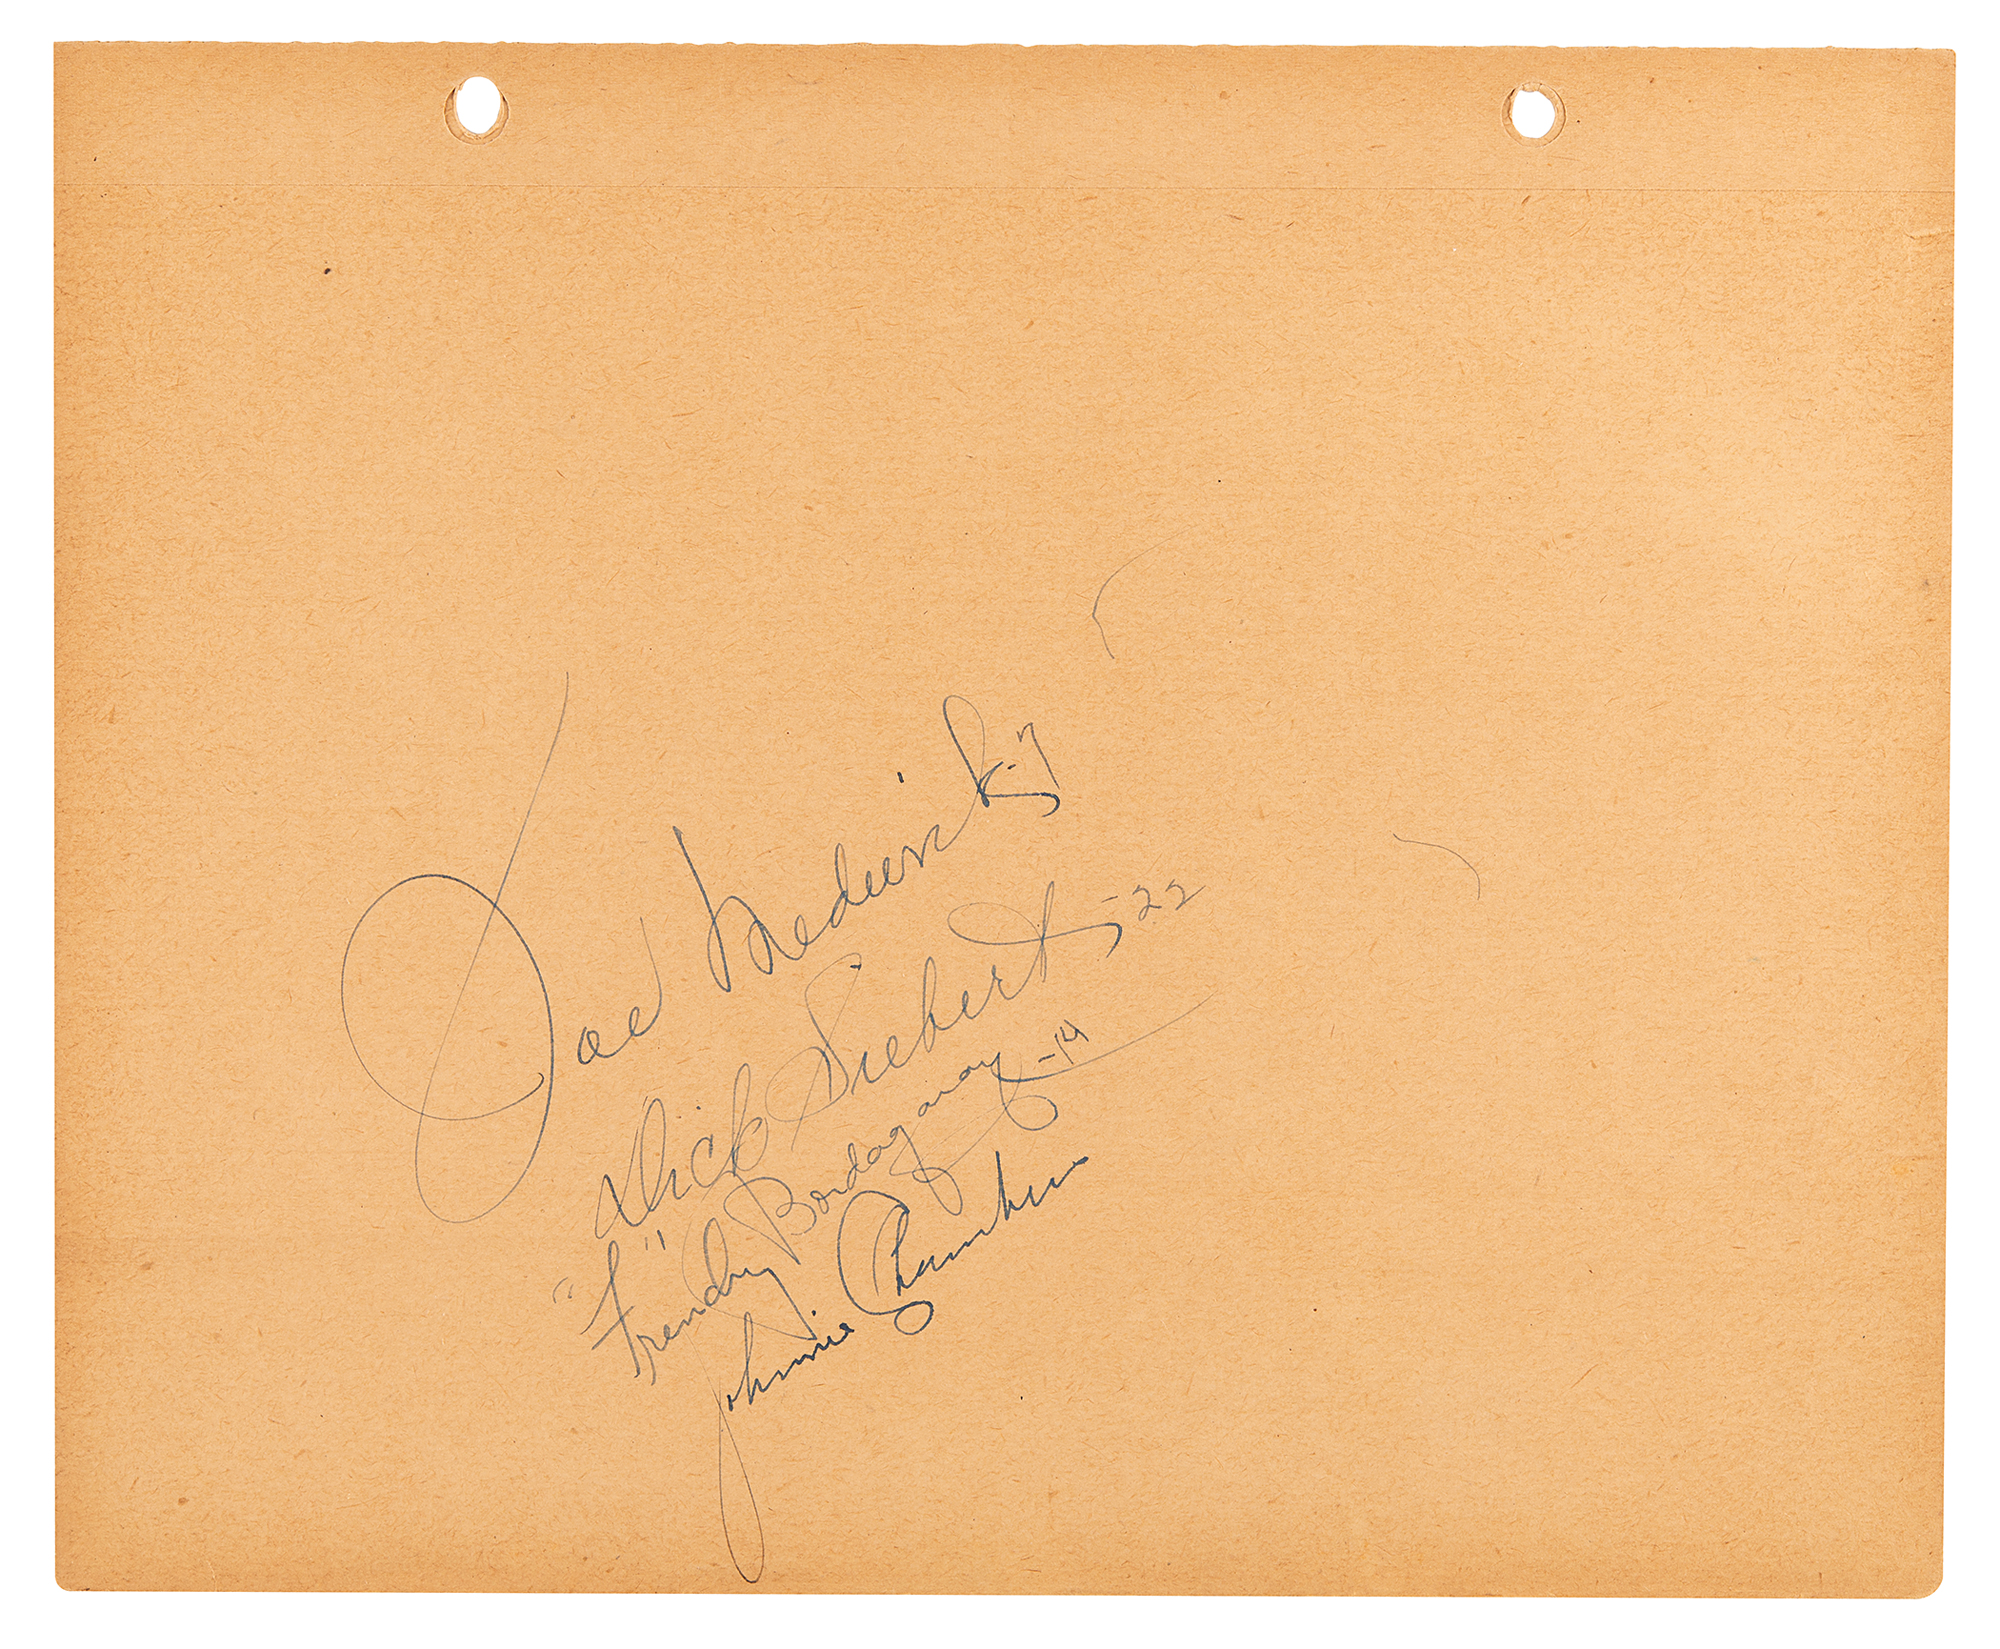 Joe Medwick-7
Dick Siebert-22
"Frenchy" Bordagaray-14
Johnnie Chambers